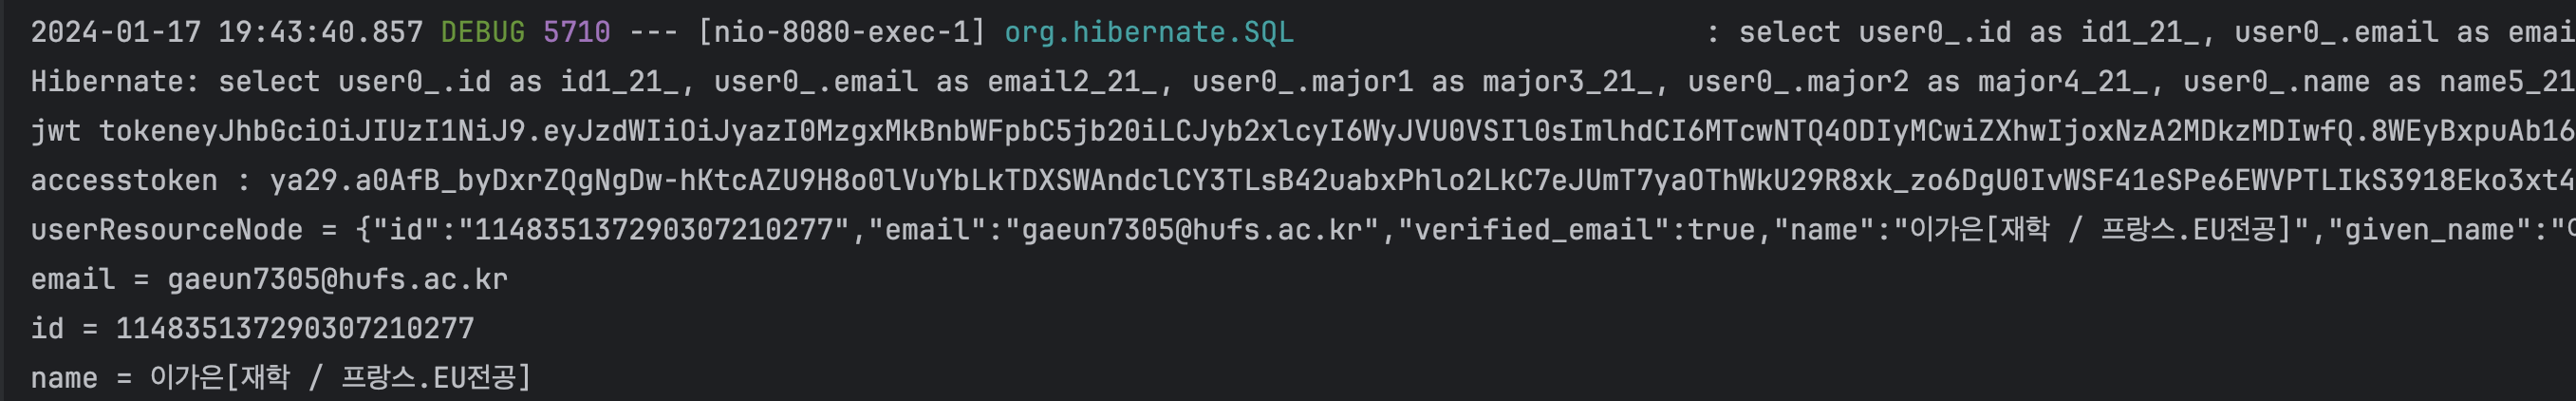 2024-01-17 19:43:40.857 DEBUG 5710 --- [nio-8080-exec-1] org.hibernate.SQL : select user0_.id as id1_21_, user0_.email as emai
Hibernate: select user0_.id as id1_21_, user0_.email as email2_21_, user0_.major1 as major3_21_, user0_.major2 as major4_21_, user0_.name as name5_21
jwt tokeneyJhbGciOiJIUzI1NiJ9.eyJzdWIiOiJyazI0MzgxMkBnbWFpbC5jb20iLCJyb2xlcyI6WyJVU0VSIl0sImlhdCI6MTcwNTQ4ODIyMCwiZXhwIjoxNzA2MDkzMDIwfQ.8WEyBxpuAb16
accesstoken : ya29.a0AfB_byDxrZQgNgDw-hKtcAZU9H8o0lVuYbLkTDXSWAndclCY3TLsB42uabxPhlo2LkC7eJUmT7yaOThWkU29R8xk_zo6DgU0IvWSF41eSPe6EWVPTLIkS3918Eko3xt4
userResourceNode = {"id":"114835137290307210277","email":"gaeun7305@hufs.ac.kr","verified_email":true,"name":"이가은[재학 / 프랑스.EU전공]","given_name":"
email = gaeun7305@hufs.ac.kr
id = 114835137290307210277
name = 이가은[재학 / 프랑스.EU전공]